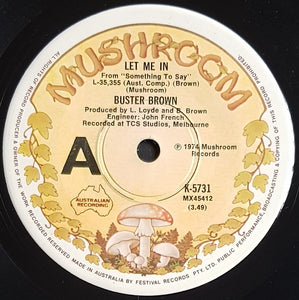 MUSHROOM
LET ME IN
From "Something To Say"
L-35,355 (Aust. Comp.) (Brown)
(Mushroom)
BUSTER BROWN
Produced by L. Loyde and B. Brown
Engineer: John French
Recorded at TCS Studios, Melbourne
A
℗ 1974 Mushroom
Records
K-5731
MX45412
(3.49)
AUSTRALIAN
RECORDING
ALL RIGHTS OF RECORD PRODUCER & OWNER OF THE RECORDED WORK RESERVED MADE IN AUSTRALIA BY FESTIVAL RECORDS PTY. LTD. PUBLIC PERFORMANCE, BROADCASTING & COPYING OF THIS RECORD PROHIBITED.